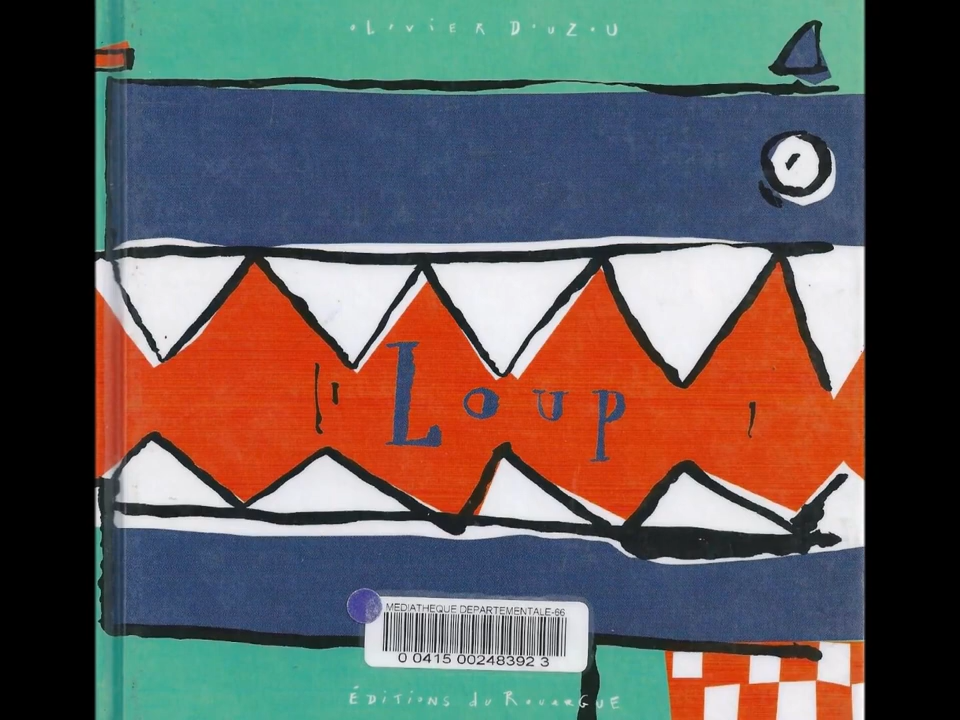 OLIVIER DOUZOU
Loup
MEDIATHEQUE DEPARTEMENTALE-66
0 0415 00248392 3
ÉDITIONS du ROUERGUE